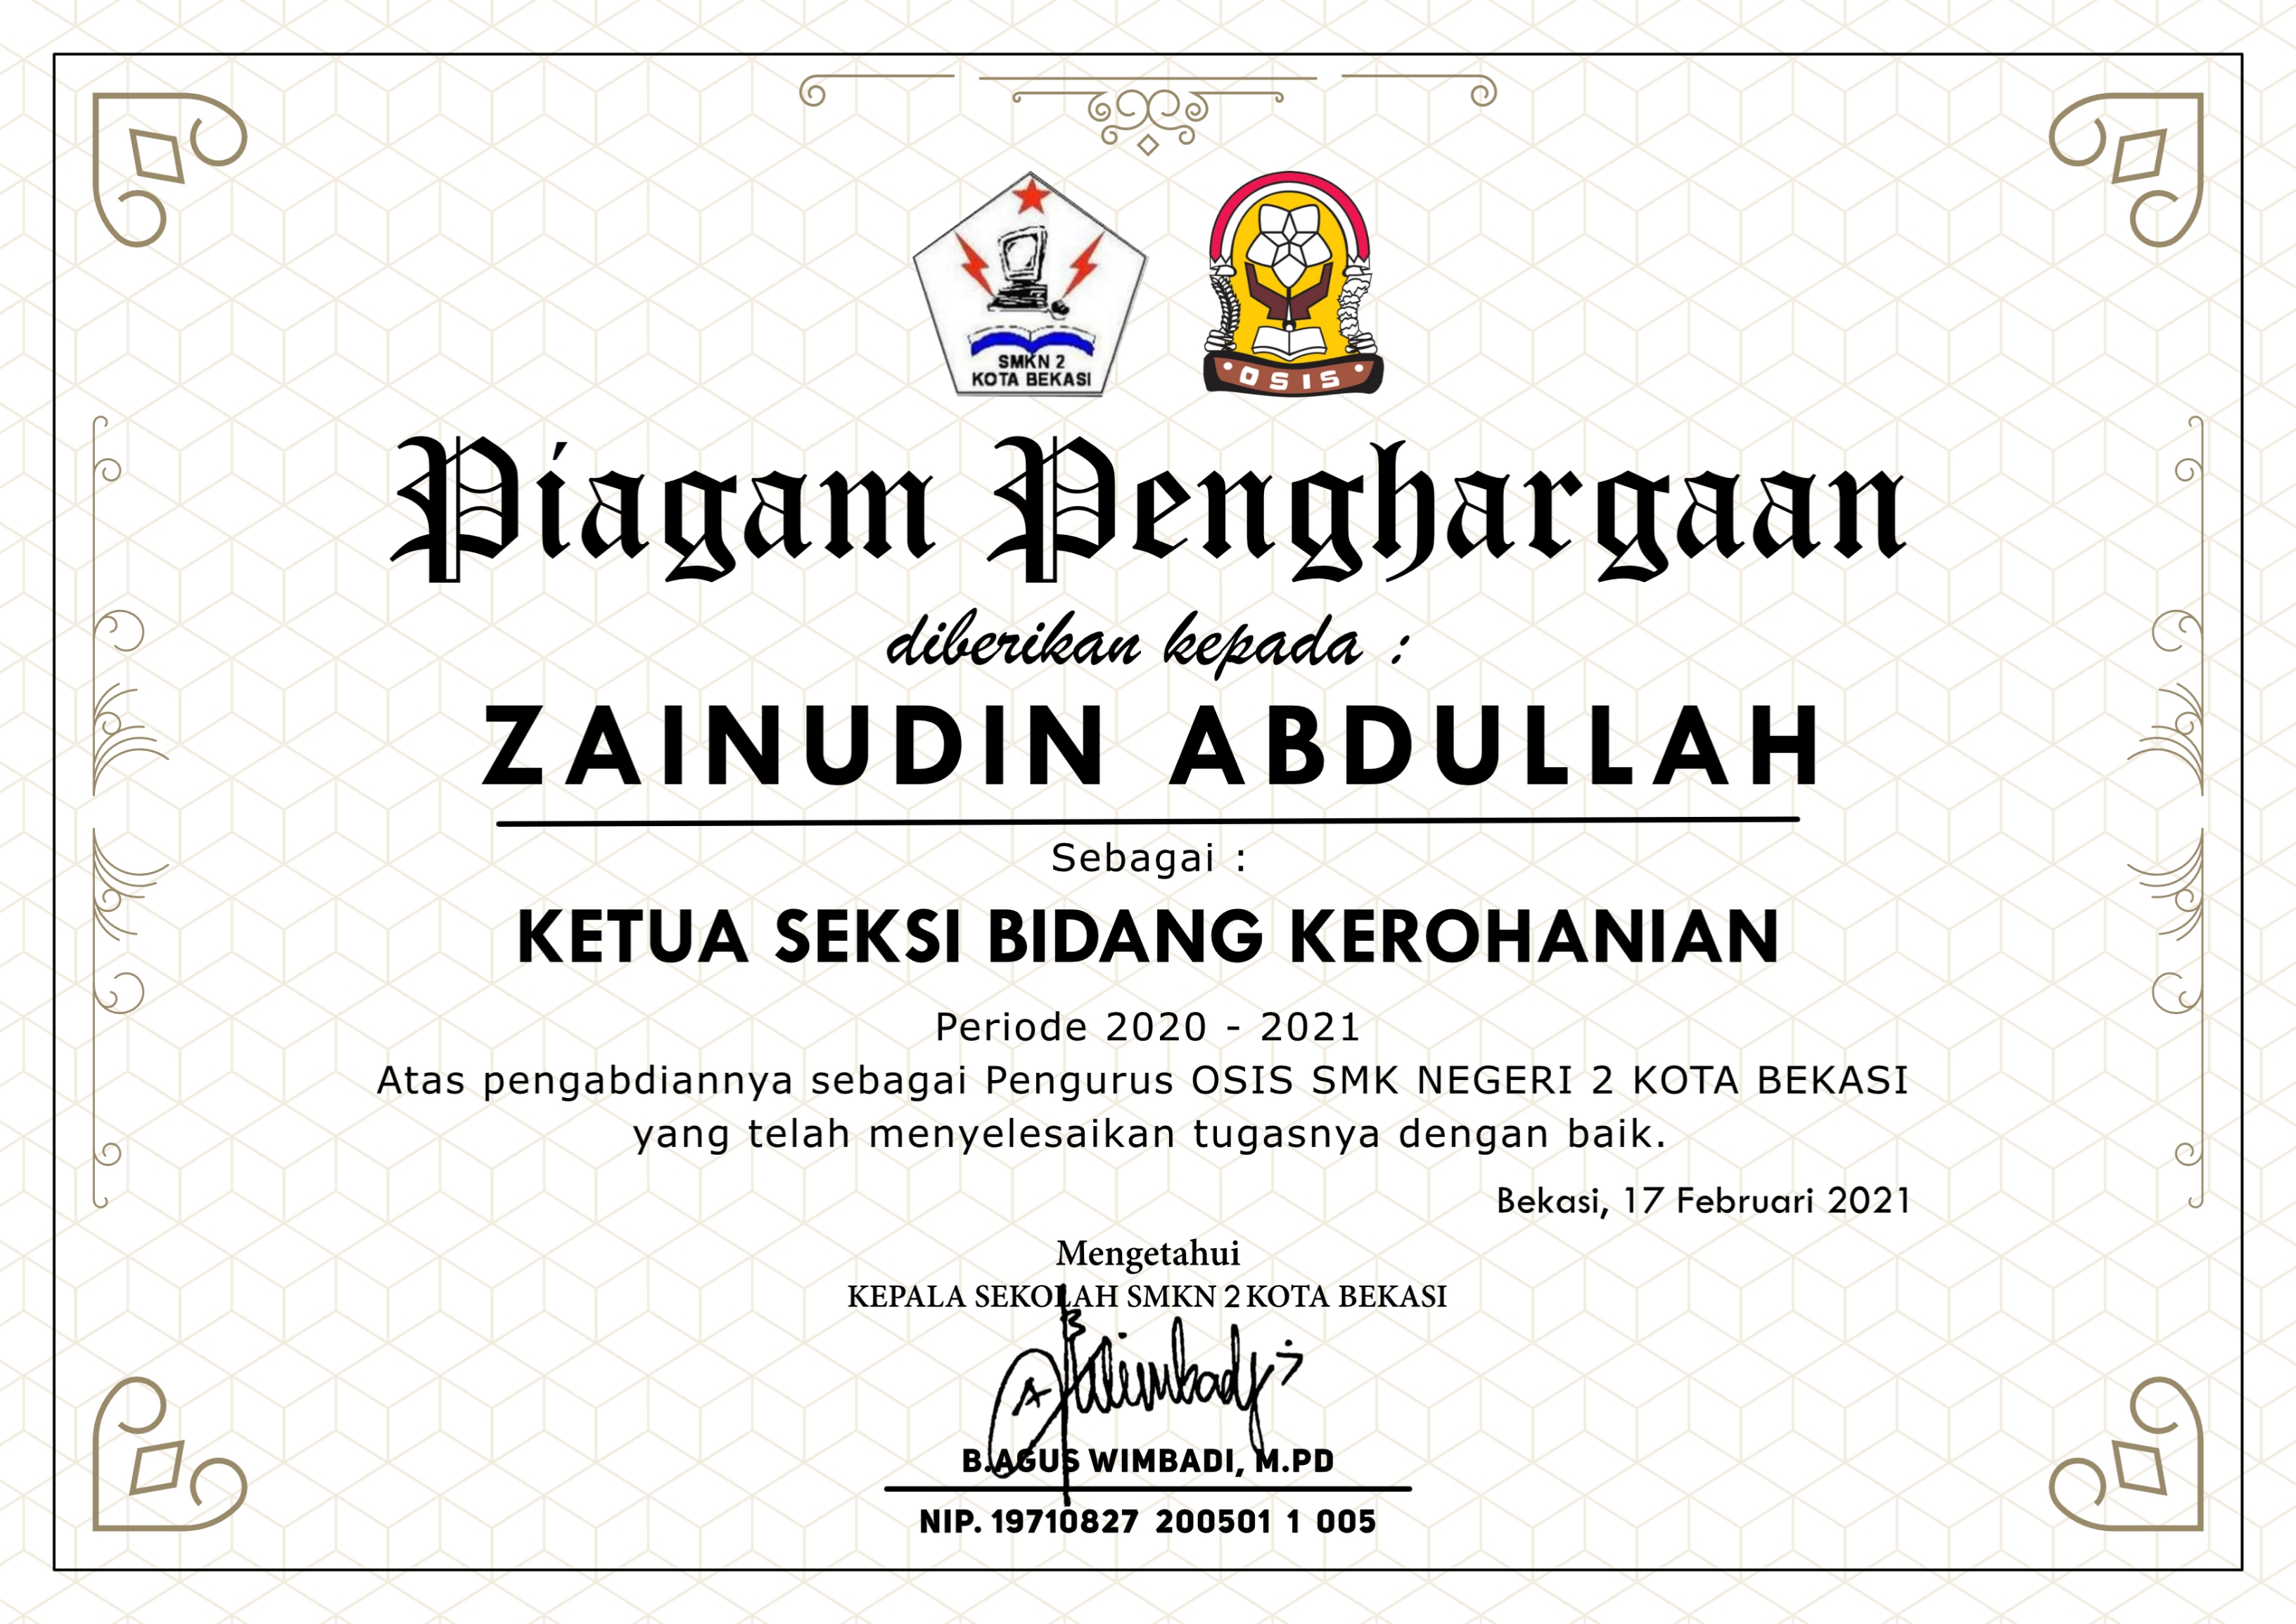 SMKN 2
KOTA BEKASI
OSIS
Piagam Penghargaan
diberikan kepada :
ZAINUDIN ABDULLAH
Sebagai :
KETUA SEKSI BIDANG KEROHANIAN
Periode 2020 - 2021
Atas pengabdiannya sebagai Pengurus OSIS SMK NEGERI 2 KOTA BEKASI
yang telah menyelesaikan tugasnya dengan baik.
Bekasi, 17 Februari 2021
Mengetahui
KEPALA SEKOLAH SMKN 2 KOTA BEKASI
B.AGUS WIMBADI, M.PD
NIP. 19710827 200501 1 005